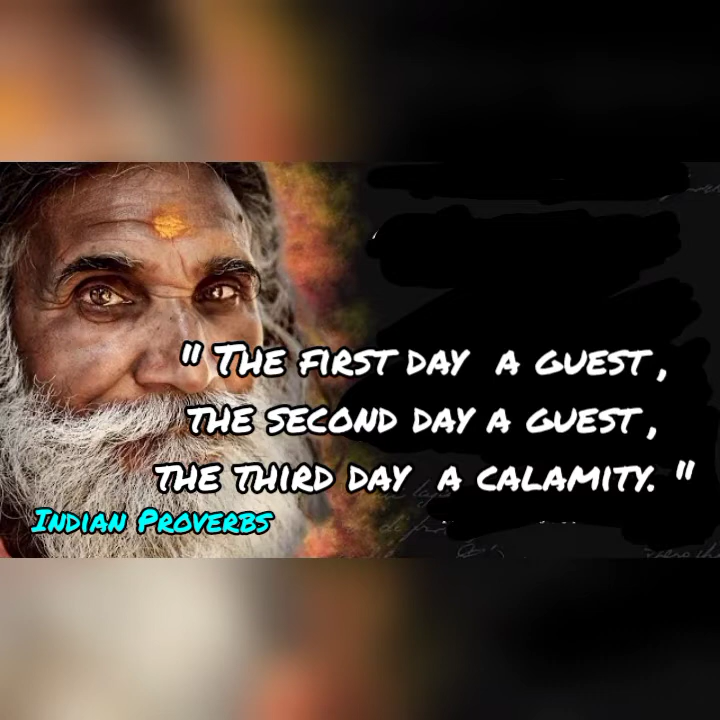 " The first day a guest ,
the second day a guest ,
the third day a calamity. "
Indian Proverbs